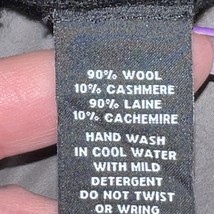 90% WOOL
10% CASHMERE
90% LAINE
10% CACHEMIRE
HAND WASH
IN COOL WATER
WITH MILD
DETERGENT
DO NOT TWIST
OR WRING